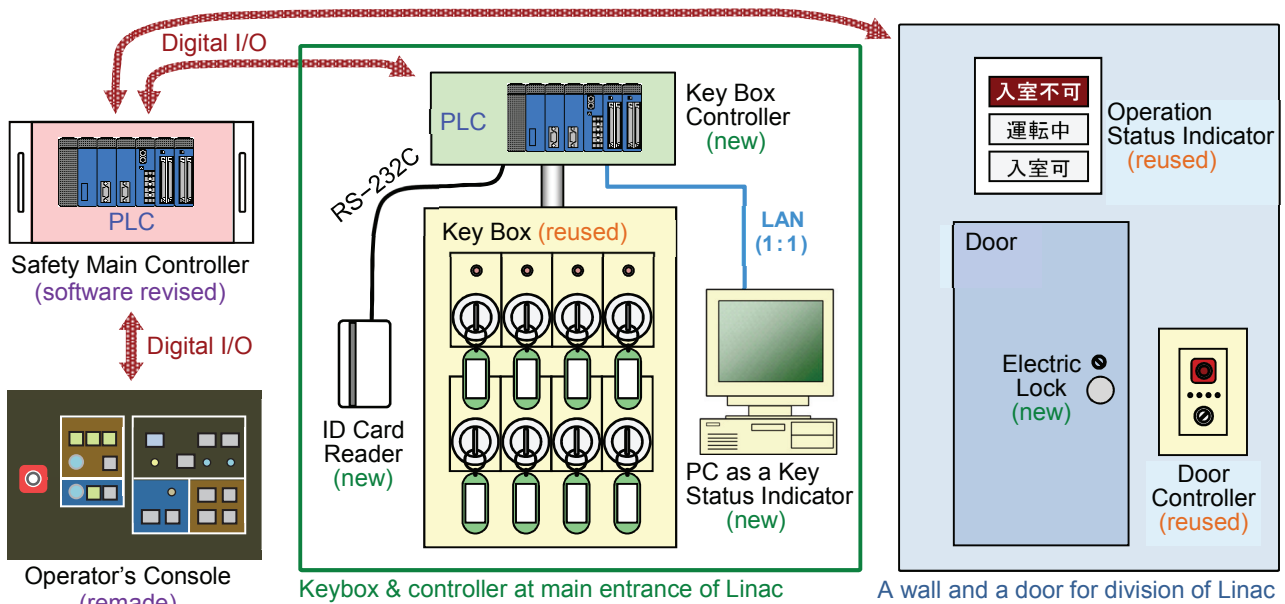 Digital I/O
Digital I/O
PLC
Safety Main Controller
(software revised)
Digital I/O
Operator's Console
(remade)
PLC
Key Box
Controller
(new)
RS-232C
LAN
(1:1)
Key Box (reused)
ID Card
Reader
(new)
PC as a Key
Status Indicator
(new)
Keybox & controller at main entrance of Linac
入室不可
運転中
入室可
Operation
Status Indicator
(reused)
Door
Electric
Lock
(new)
Door
Controller
(reused)
A wall and a door for division of Linac